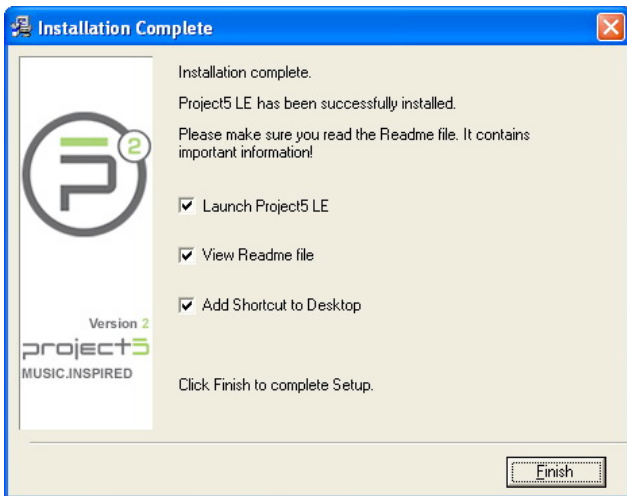 Installation Complete
Installation complete.
Project5 LE has been successfully installed.
Please make sure you read the Readme file. It contains
important information!
2
Launch Project5 LE
View Readme file
Add Shortcut to Desktop
Version 2
project5
MUSIC.INSPIRED
Click Finish to complete Setup.
Finish